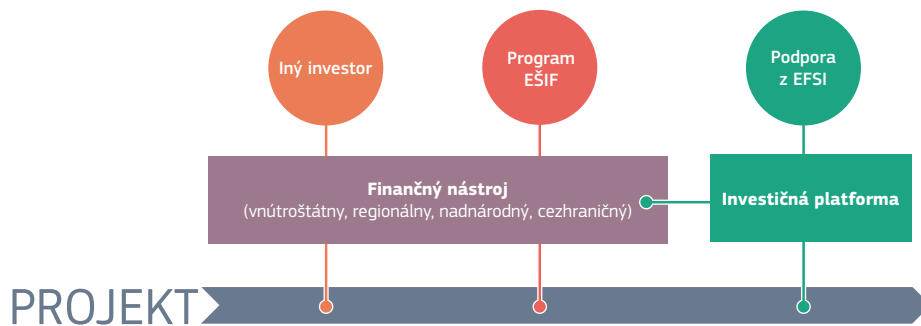 Iný investor
Program
EŠIF
Podpora
z EFSI
Finančný nástroj
(vnútroštátny, regionálny, nadnárodný, cezhraničný)
Investičná platforma
PROJEKT